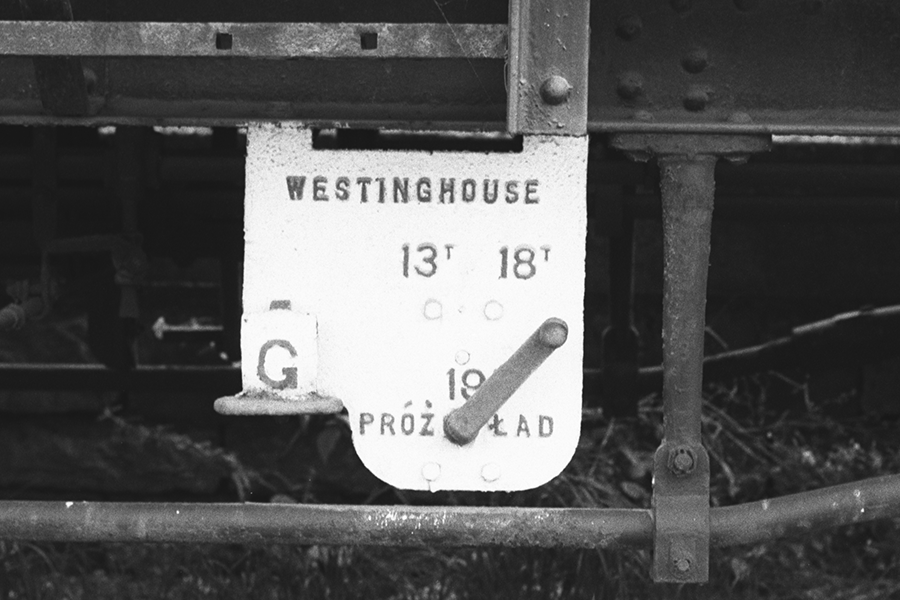 WESTINGHOUSE
13ᵀ 18ᵀ
G
19
PRÓŻ ŁAD